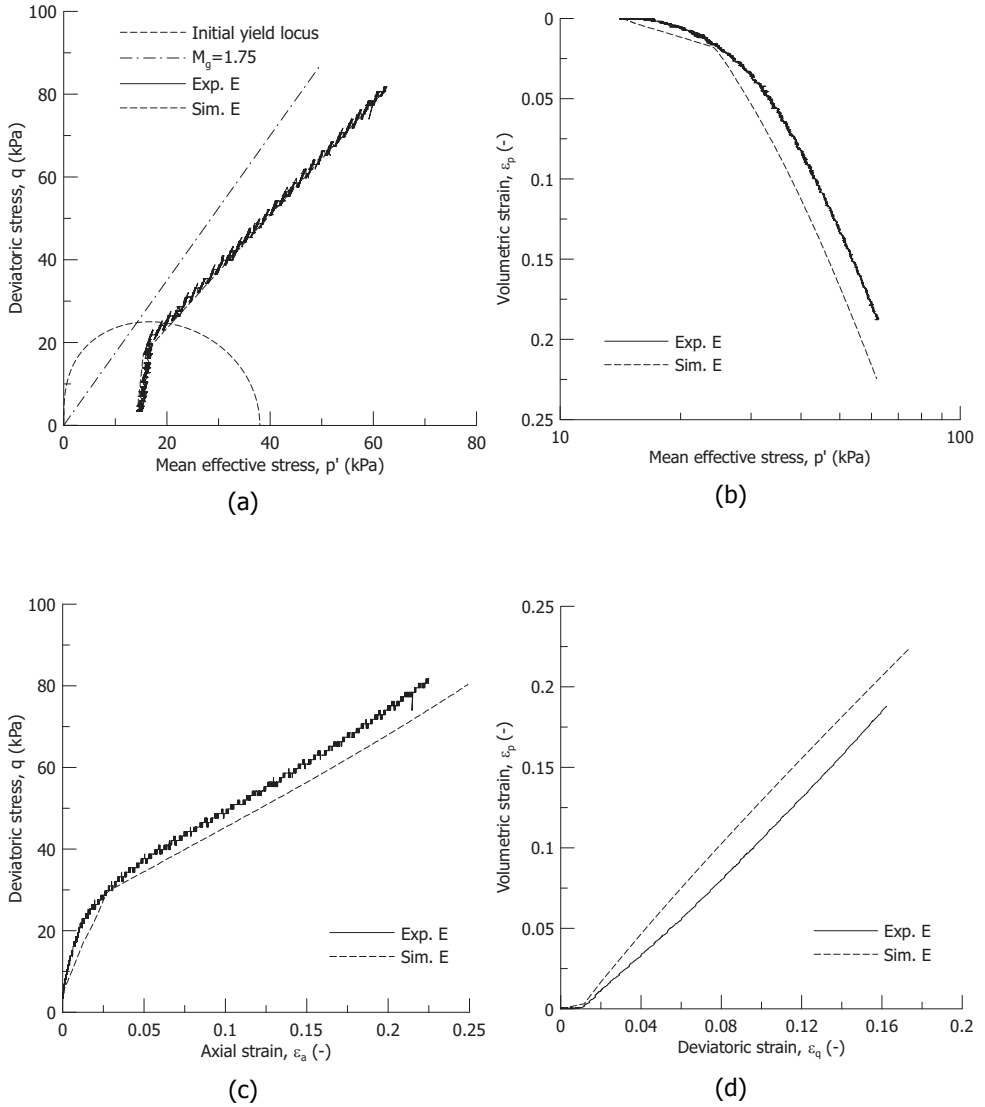 100
80
60
40
20
0
Deviatoric stress, q (kPa)
Initial yield locus
M_g=1.75
Exp. E
Sim. E
0
20
40
60
80
Mean effective stress, p' (kPa)
(a)
0
0.05
0.1
0.15
0.2
0.25
Volumetric strain, ε_p (-)
Exp. E
Sim. E
10
100
Mean effective stress, p' (kPa)
(b)
100
80
60
40
20
0
Deviatoric stress, q (kPa)
Exp. E
Sim. E
0
0.05
0.1
0.15
0.2
0.25
Axial strain, ε_a (-)
(c)
0.25
0.2
0.15
0.1
0.05
0
Volumetric strain, ε_p (-)
Exp. E
Sim. E
0
0.04
0.08
0.12
0.16
0.2
Deviatoric strain, ε_q (-)
(d)